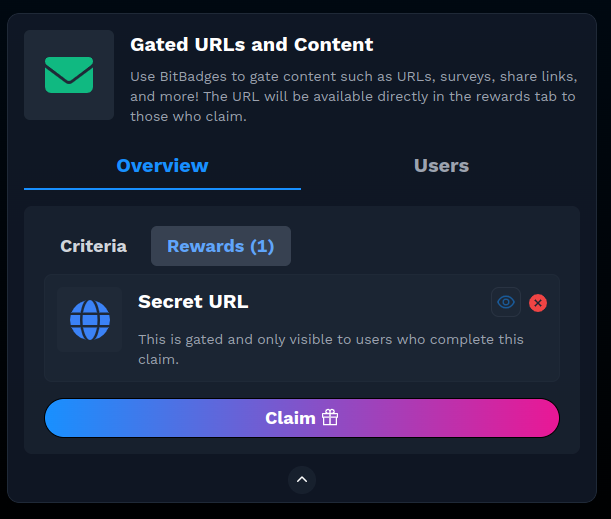 Gated URLs and Content
Use BitBadges to gate content such as URLs, surveys, share links,
and more! The URL will be available directly in the rewards tab to
those who claim.
Overview
Users
Criteria
Rewards (1)
Secret URL
This is gated and only visible to users who complete this
claim.
Claim